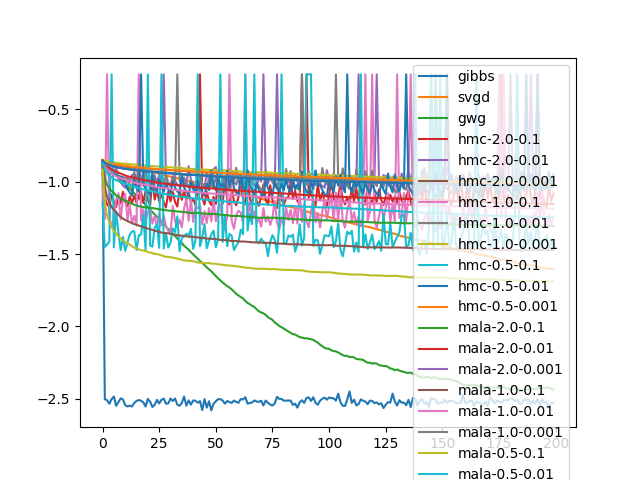 −0.5
−1.0
−1.5
−2.0
−2.5
0
25
50
75
100
125
150
175
200
gibbs
svgd
gwg
hmc-2.0-0.1
hmc-2.0-0.01
hmc-2.0-0.001
hmc-1.0-0.1
hmc-1.0-0.01
hmc-1.0-0.001
hmc-0.5-0.1
hmc-0.5-0.01
hmc-0.5-0.001
mala-2.0-0.1
mala-2.0-0.01
mala-2.0-0.001
mala-1.0-0.1
mala-1.0-0.01
mala-1.0-0.001
mala-0.5-0.1
mala-0.5-0.01